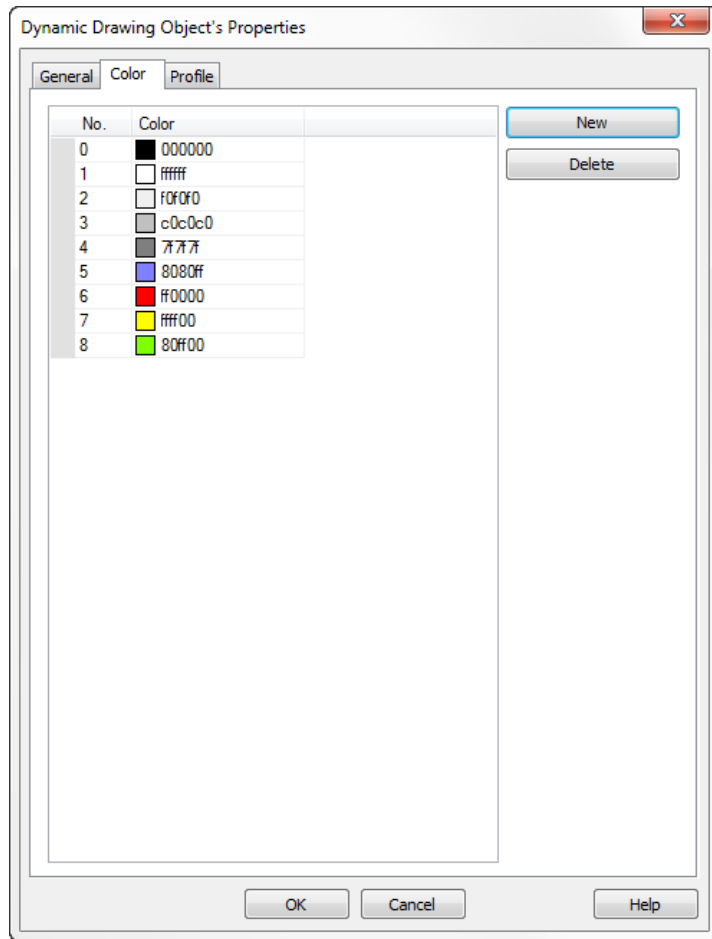 Dynamic Drawing Object's Properties
General Color Profile
No. Color
New
0 000000
1 ffffff
Delete
2 f0f0f0
3 c0c0c0
4 7f7f7f
5 8080ff
6 ff0000
7 ffff00
8 80ff00
OK Cancel Help